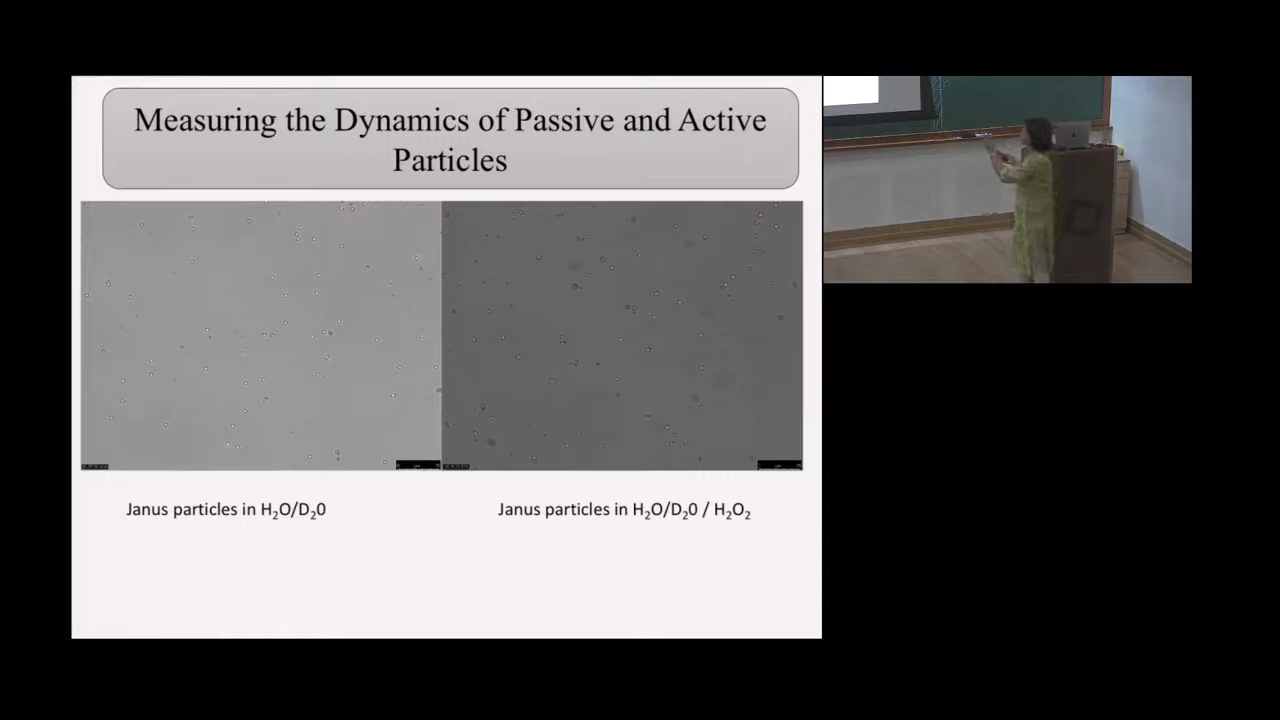 Measuring the Dynamics of Passive and Active
Particles
Janus particles in H₂O/D₂0
Janus particles in H₂O/D₂0 / H₂O₂